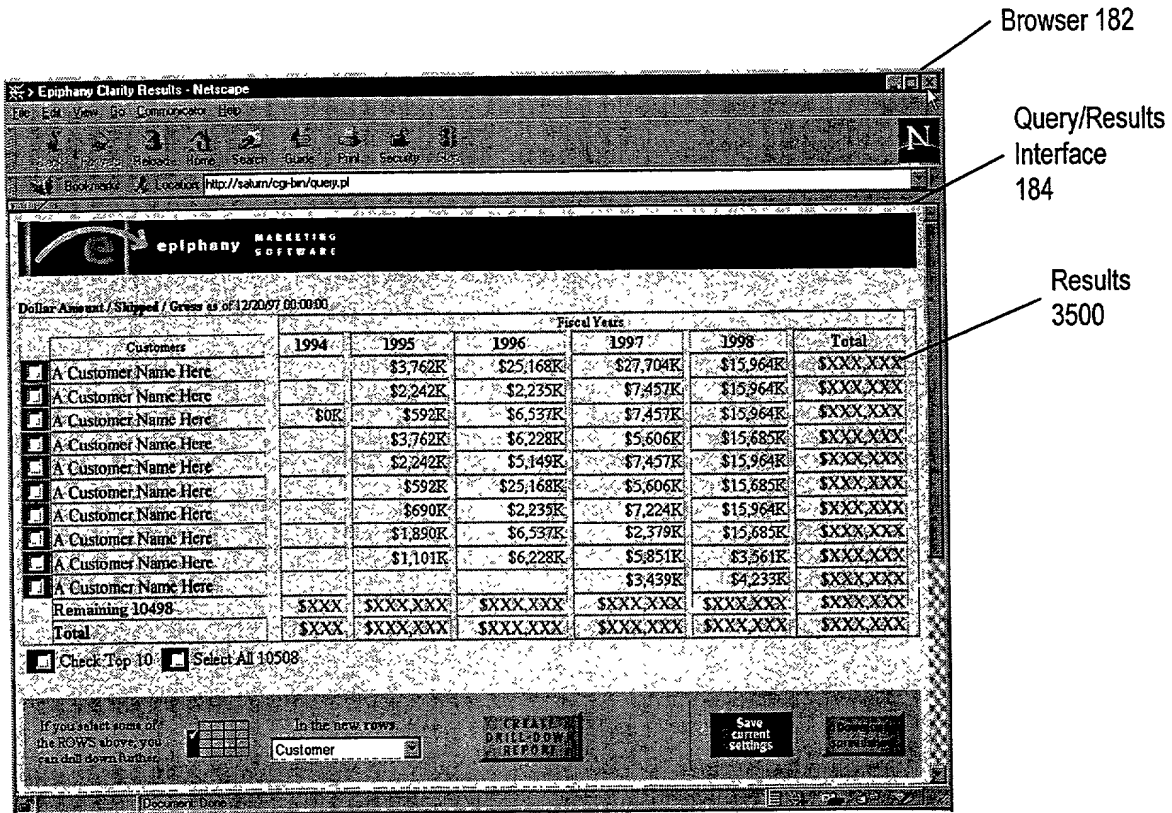 Browser 182
Epiphany Clarity Results - Netscape
File Edit View Go Communicator Help
Reload Home Search Guide Print Security
Bookmarks Location: http://saturn/cgi-bin/query.pl
N
Query/Results
Interface
184
e epiphany MARKETING
SOFTWARE
Results
3500
Dollar Amount / Shipped / Gross as of 12/20/97 00:00:00
Fiscal Years
Customers 1994 1995 1996 1997 1998 Total
A Customer Name Here $3,762K $25,168K $27,704K $15,964K $XXX,XXX
A Customer Name Here $2,242K $2,235K $7,457K $15,964K $XXX,XXX
A Customer Name Here $0K $592K $6,537K $7,457K $15,964K $XXX,XXX
A Customer Name Here $3,762K $6,228K $5,606K $15,685K $XXX,XXX
A Customer Name Here $2,242K $5,149K $7,457K $15,964K $XXX,XXX
A Customer Name Here $592K $25,168K $5,606K $15,685K $XXX,XXX
A Customer Name Here $690K $2,235K $7,224K $15,964K $XXX,XXX
A Customer Name Here $1,890K $6,537K $2,379K $15,685K $XXX,XXX
A Customer Name Here $1,101K $6,228K $5,851K $3,561K $XXX,XXX
A Customer Name Here $3,439K $4,233K $XXX,XXX
Remaining 10498 $XXX $XXX,XXX $XXX,XXX $XXX,XXX $XXX,XXX $XXX,XXX
Total $XXX $XXX,XXX $XXX,XXX $XXX,XXX $XXX,XXX $XXX,XXX
Check Top 10 Select All 10508
If you select some of
the ROWS above, you
can drill down further.
In the new rows
Customer
CREATE
DRILL-DOWN
REPORT
Save
current
settings
Document: Done